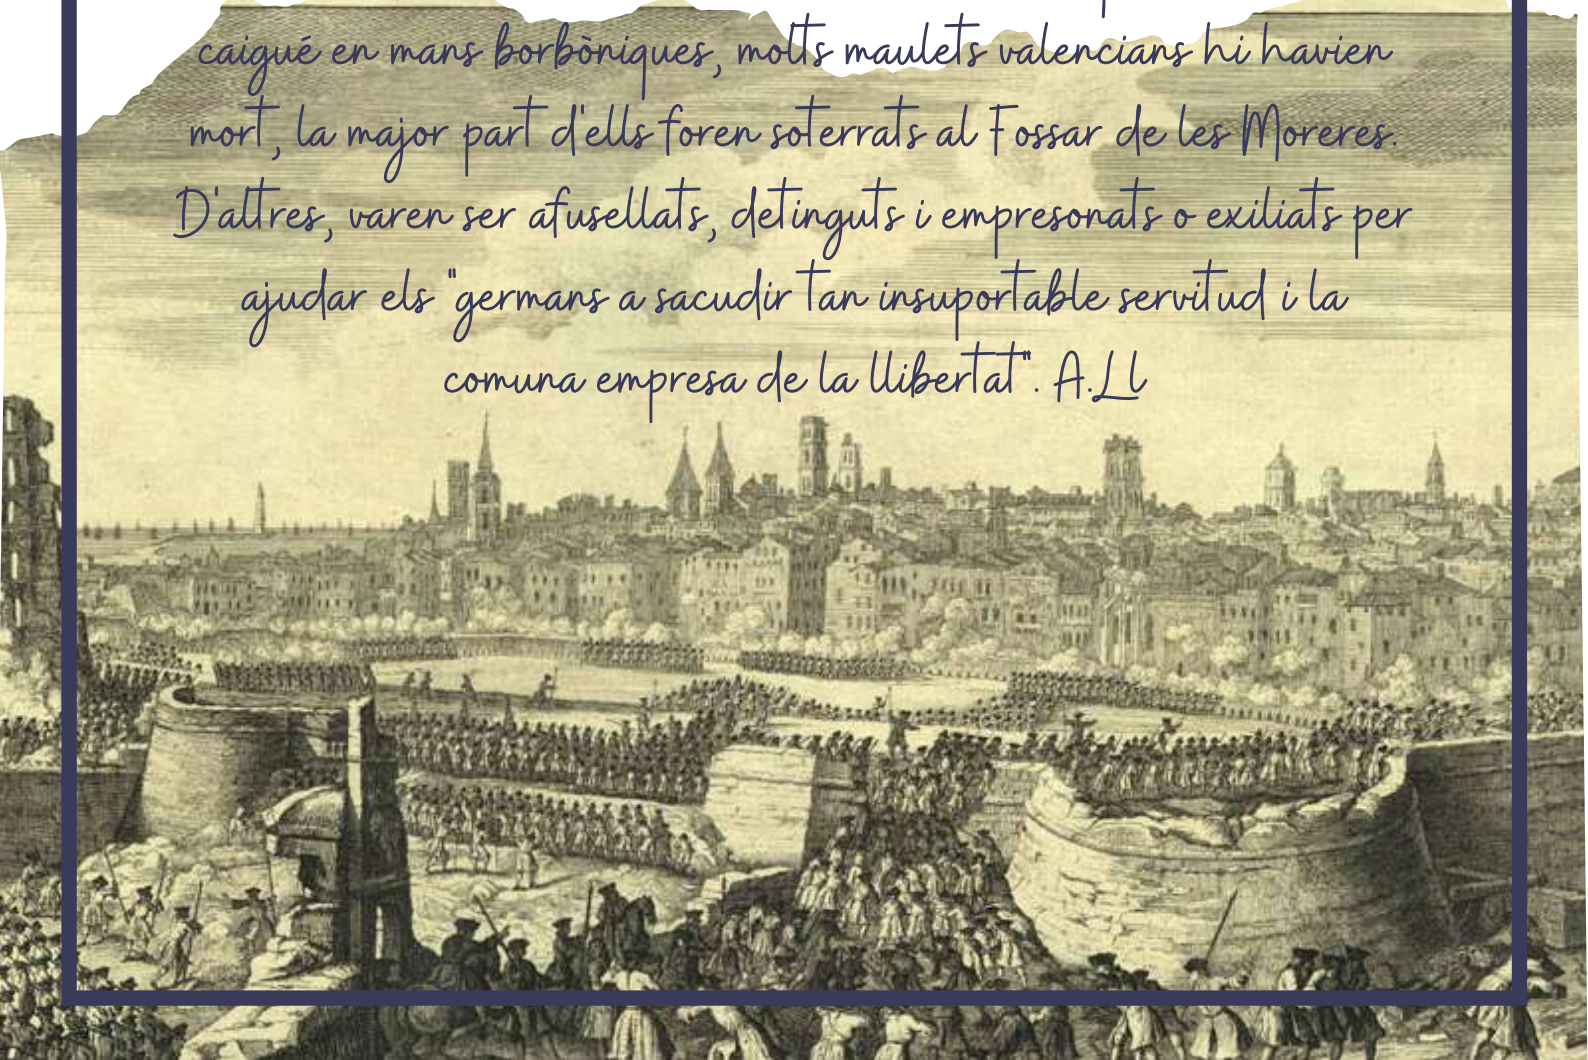 caigué en mans borbòniques, molts maulets valencians hi havien
mort, la major part d'ells foren soterrats al Fossar de les Moreres.
D'altres, varen ser afusellats, detinguts i empresonats o exiliats per
ajudar els "germans a sacudir tan insuportable servitud i la
comuna empresa de la llibertat". A.Ll